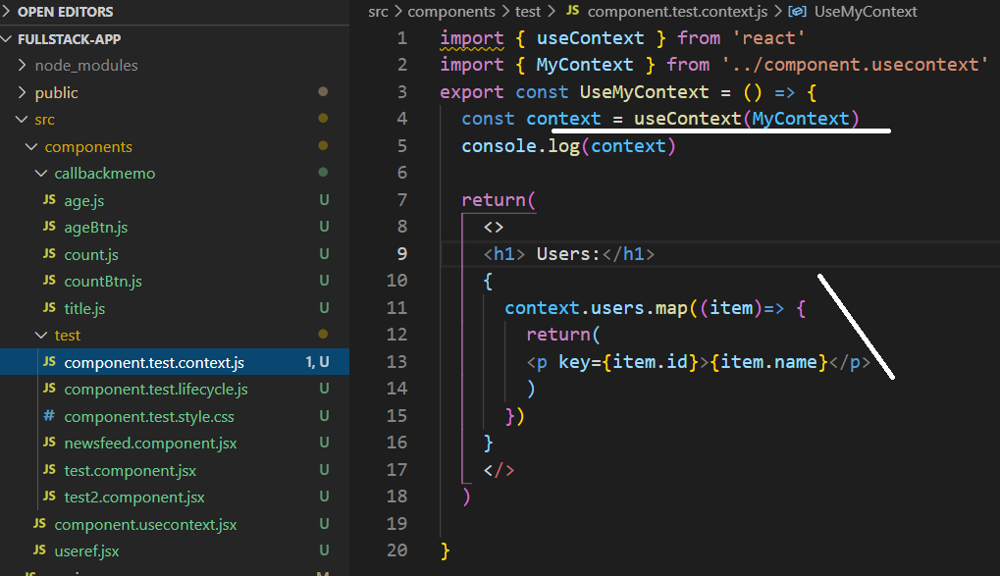 OPEN EDITORS
FULLSTACK-APP
node_modules
public
src
components
callbackmemo
JS age.js U
JS ageBtn.js U
JS count.js U
JS countBtn.js U
JS title.js U
test
JS component.test.context.js 1, U
JS component.test.lifecycle.js U
# component.test.style.css U
JS newsfeed.component.jsx U
JS test.component.jsx U
JS test2.component.jsx U
JS component.usecontext.jsx U
JS useref.jsx U
src > components > test > JS component.test.context.js > UseMyContext
1 import { useContext } from 'react'
2 import { MyContext } from '../component.usecontext'
3 export const UseMyContext = () => {
4 const context = useContext(MyContext)
5 console.log(context)
6
7 return(
8 <>
9 <h1> Users:</h1>
10 {
11 context.users.map((item)=> {
12 return(
13 <p key={item.id}>{item.name}</p>
14 )
15 })
16 }
17 </>
18 )
19
20 }